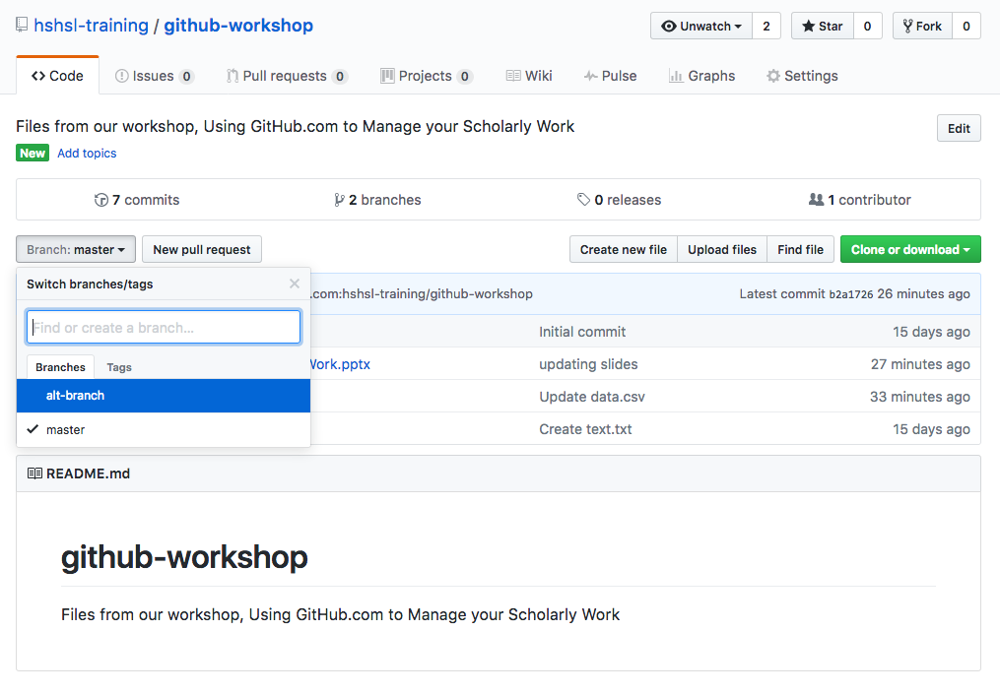 hshsl-training / github-workshop
Unwatch 2 Star 0 Fork 0
Code Issues 0 Pull requests 0 Projects 0 Wiki Pulse Graphs Settings
Files from our workshop, Using GitHub.com to Manage your Scholarly Work Edit
New Add topics
7 commits 2 branches 0 releases 1 contributor
Branch: master New pull request Create new file Upload files Find file Clone or download
Switch branches/tags
.com:hshsl-training/github-workshop Latest commit b2a1726 26 minutes ago
Find or create a branch...
Initial commit 15 days ago
Branches Tags
Work.pptx updating slides 27 minutes ago
alt-branch
Update data.csv 33 minutes ago
master
Create text.txt 15 days ago
README.md
github-workshop
Files from our workshop, Using GitHub.com to Manage your Scholarly Work